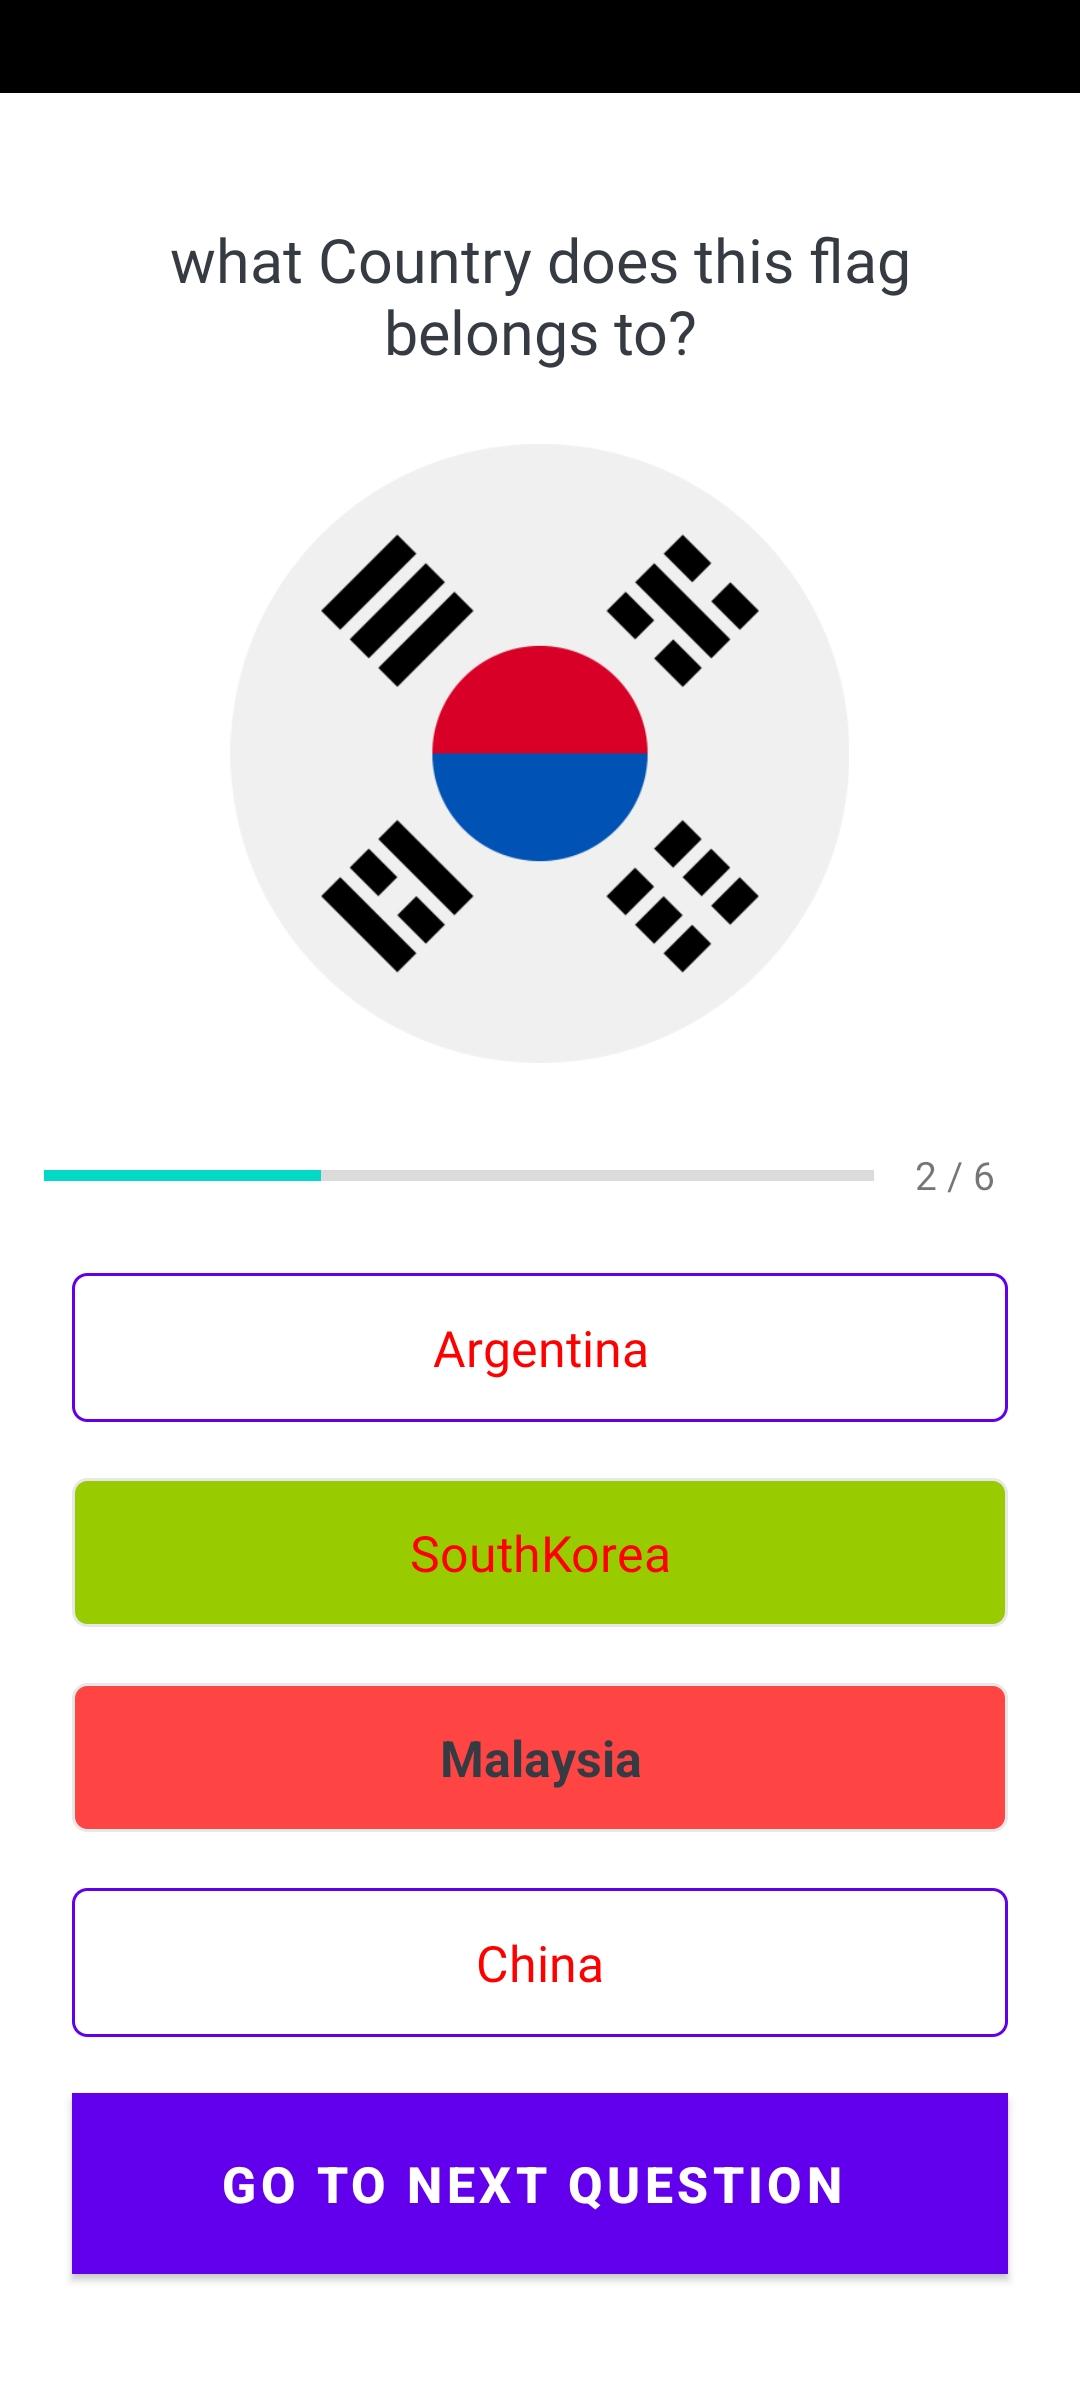 what Country does this flag
belongs to?
2 / 6
Argentina
SouthKorea
Malaysia
China
GO TO NEXT QUESTION